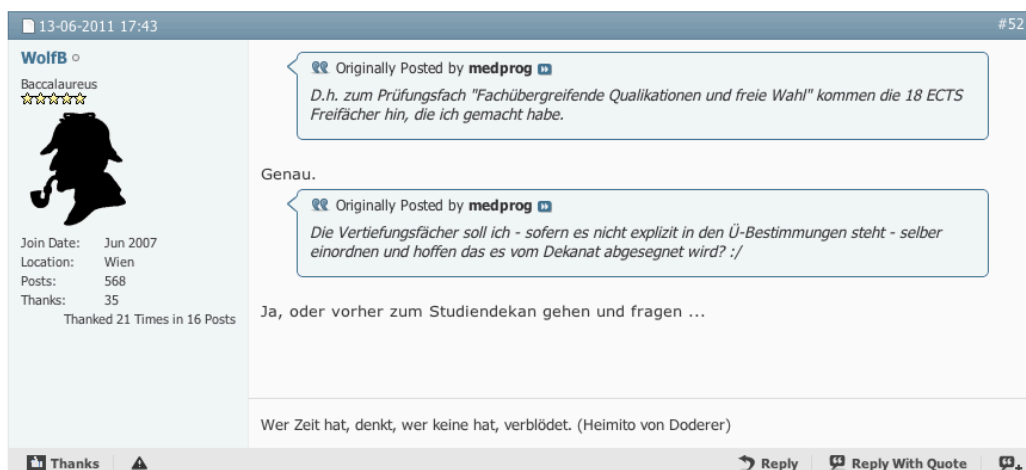 13-06-2011 17:43
#52
WolfB
Baccalaureus
Join Date: Jun 2007
Location: Wien
Posts: 568
Thanks: 35
Thanked 21 Times in 16 Posts
Originally Posted by medprog
D.h. zum Prüfungsfach "Fachübergreifende Qualikationen und freie Wahl" kommen die 18 ECTS
Freifächer hin, die ich gemacht habe.
Genau.
Originally Posted by medprog
Die Vertiefungsfächer soll ich - sofern es nicht explizit in den Ü-Bestimmungen steht - selber
einordnen und hoffen das es vom Dekanat abgesegnet wird? :/
Ja, oder vorher zum Studiendekan gehen und fragen ...
Wer Zeit hat, denkt, wer keine hat, verblödet. (Heimito von Doderer)
Thanks
Reply
Reply With Quote